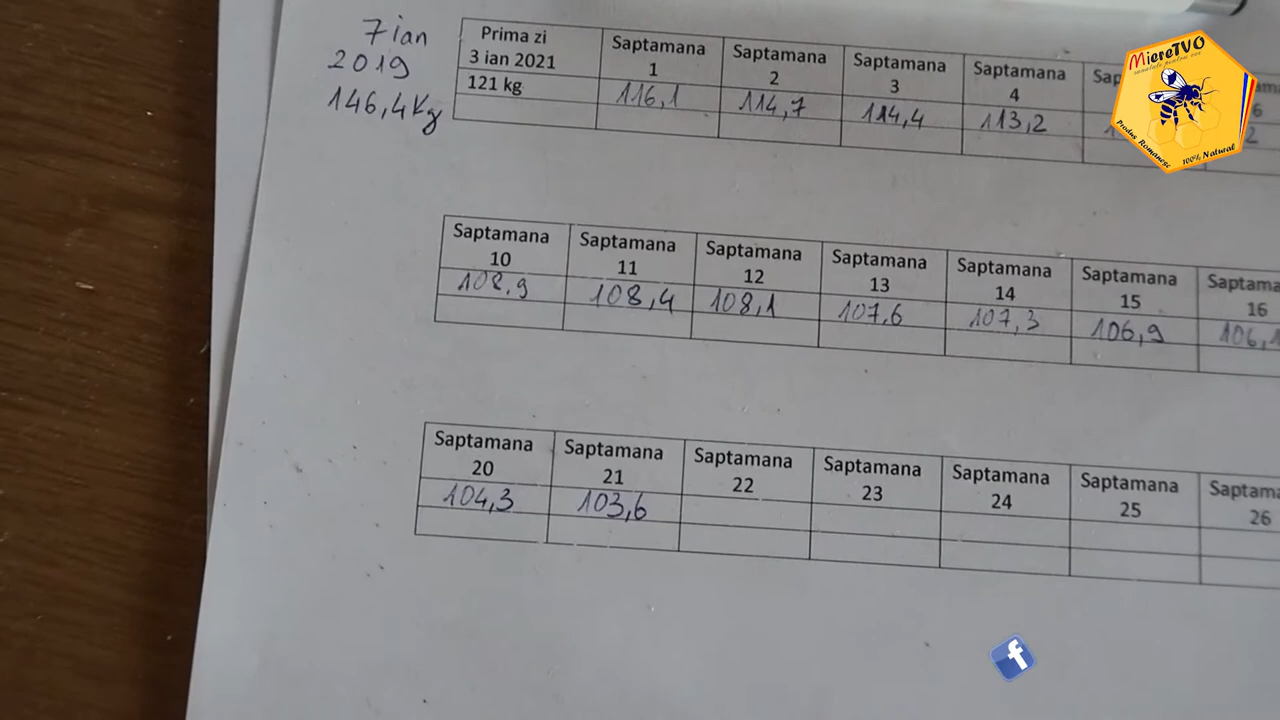 7 ian
2019
146,4 Kg
Prima zi
3 ian 2021
Saptamana
1
Saptamana
2
Saptamana
3
Saptamana
4
121 kg
116,1
114,7
114,4
113,2
Saptamana
10
Saptamana
11
Saptamana
12
Saptamana
13
Saptamana
14
Saptamana
15
16
108,9
108,4
108,1
107,6
107,3
106,9
Saptamana
20
Saptamana
21
Saptamana
22
Saptamana
23
Saptamana
24
Saptamana
25
26
104,3
103,6
MiereTVO
Produs Romanesc
100% Natural
f